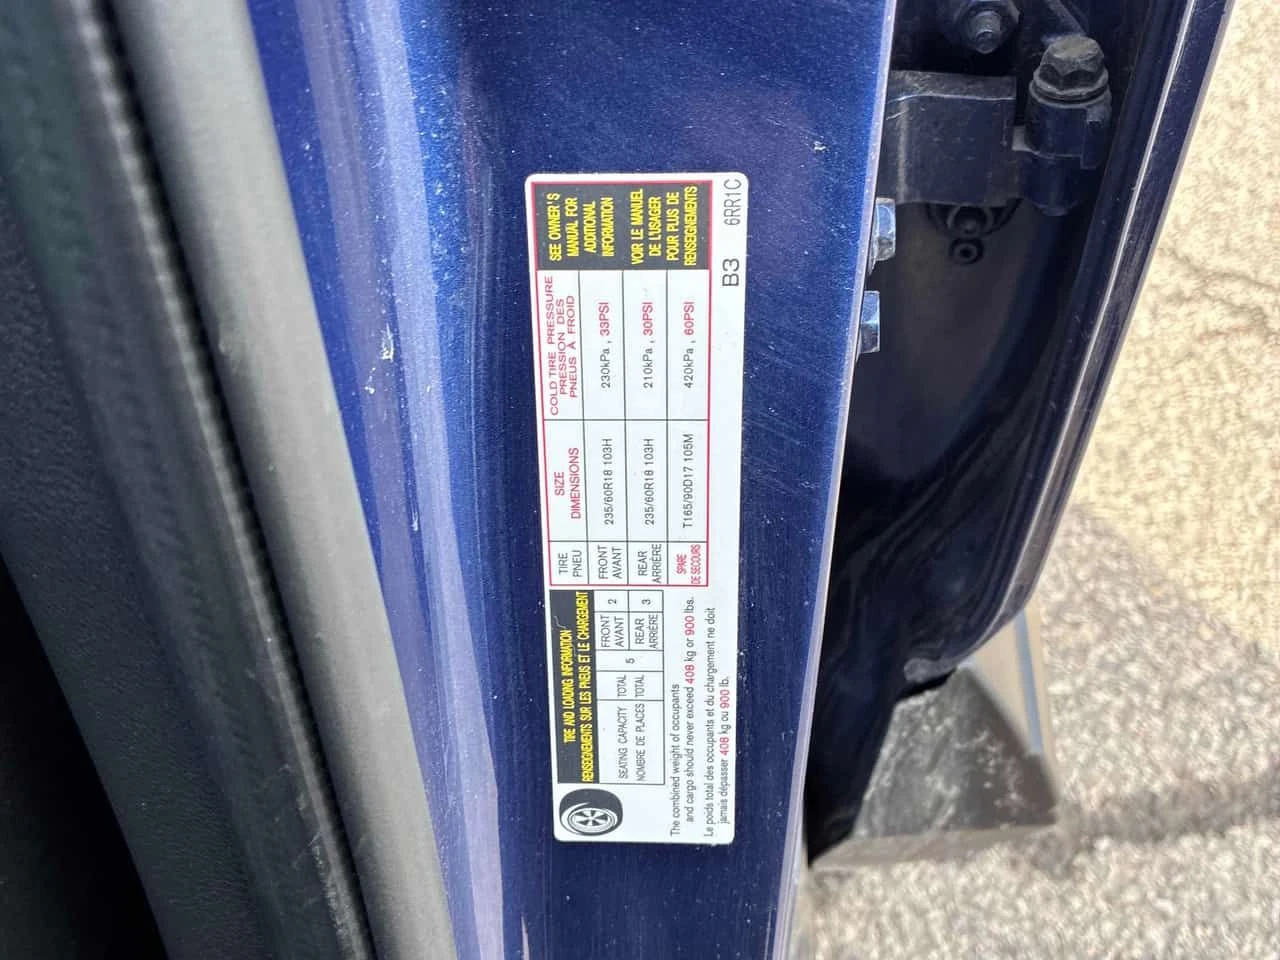 TIRE AND LOADING INFORMATION
RENSEIGNEMENTS SUR LES PNEUS ET LE CHARGEMENT
SEATING CAPACITY
NOMBRE DE PLACES
TOTAL
TOTAL
5
FRONT
AVANT
2
REAR
ARRIÈRE
3
The combined weight of occupants
and cargo should never exceed 408 kg or 900 lbs.
Le poids total des occupants et du chargement ne doit
jamais dépasser 408 kg ou 900 lb.
TIRE
PNEU
SIZE
DIMENSIONS
COLD TIRE PRESSURE
PRESSION DES
PNEUS À FROID
FRONT
AVANT
235/60R18 103H
230kPa , 33PSI
REAR
ARRIÈRE
235/60R18 103H
210kPa , 30PSI
SPARE
DE SECOURS
T165/90D17 105M
420kPa , 60PSI
SEE OWNER'S
MANUAL FOR
ADDITIONAL
INFORMATION
VOIR LE MANUEL
DE L'USAGER
POUR PLUS DE
RENSEIGNEMENTS
B3 6RR1C